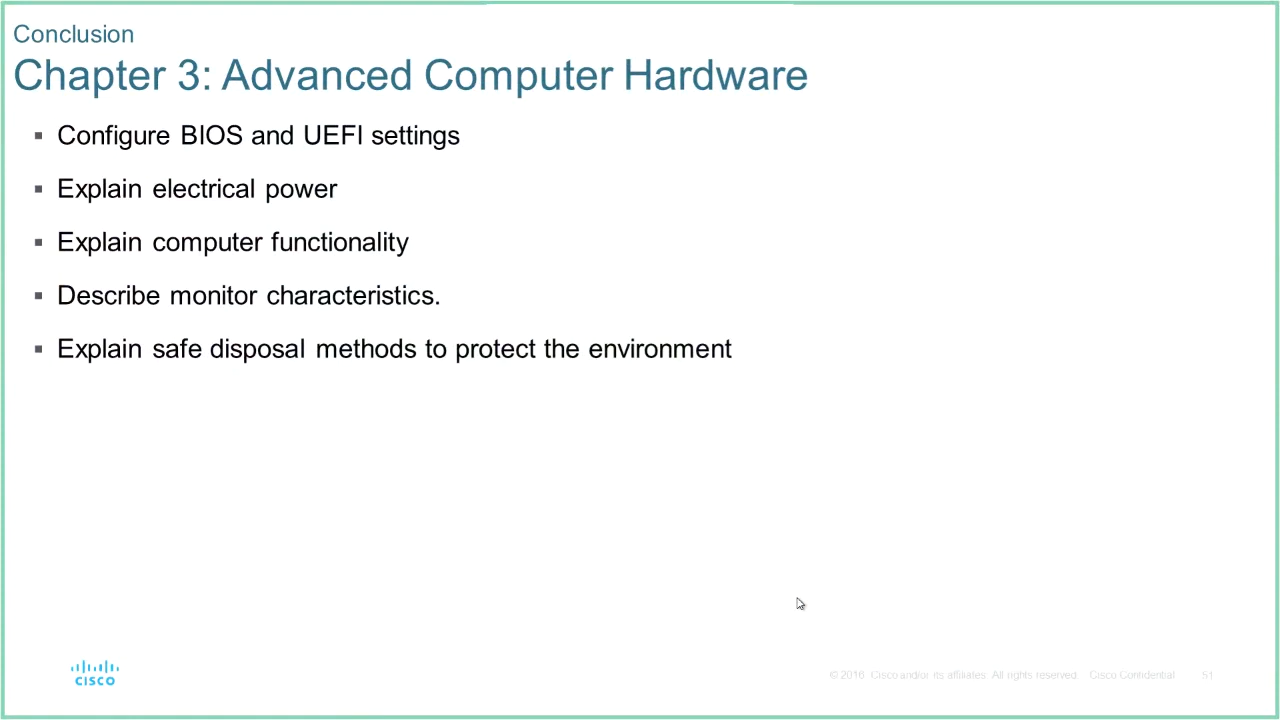 Conclusion
Chapter 3: Advanced Computer Hardware
▪ Configure BIOS and UEFI settings
▪ Explain electrical power
▪ Explain computer functionality
▪ Describe monitor characteristics.
▪ Explain safe disposal methods to protect the environment
CISCO
© 2016 Cisco and/or its affiliates. All rights reserved. Cisco Confidential 51